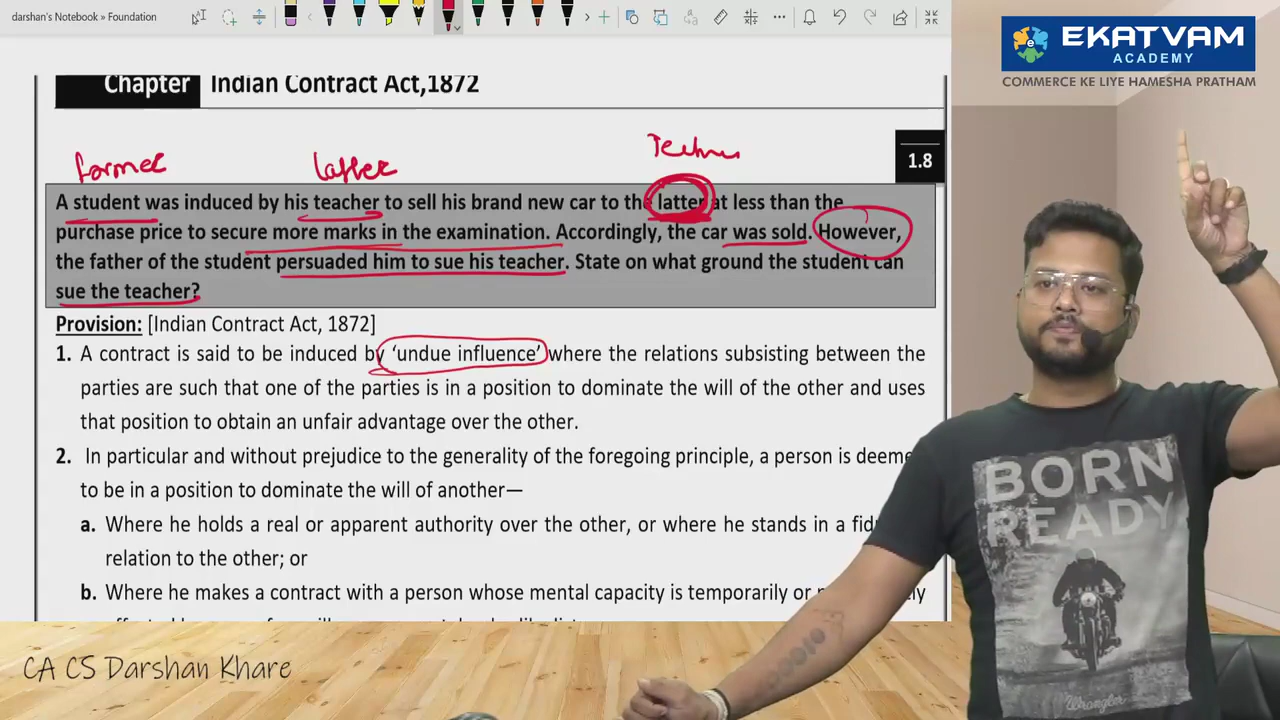 darshan's Notebook » Foundation
EKATVAM
ACADEMY
COMMERCE KE LIYE HAMESHA PRATHAM
Chapter Indian Contract Act,1872
1.8
former latter
A student was induced by his teacher to sell his brand new car to the latter at less than the
purchase price to secure more marks in the examination. Accordingly, the car was sold. However,
the father of the student persuaded him to sue his teacher. State on what ground the student can
sue the teacher?
Provision: [Indian Contract Act, 1872]
1. A contract is said to be induced by 'undue influence' where the relations subsisting between the
parties are such that one of the parties is in a position to dominate the will of the other and uses
that position to obtain an unfair advantage over the other.
2. In particular and without prejudice to the generality of the foregoing principle, a person is deeme
to be in a position to dominate the will of another—
a. Where he holds a real or apparent authority over the other, or where he stands in a fid
relation to the other; or
b. Where he makes a contract with a person whose mental capacity is temporarily or
CA CS Darshan Khare
BORN
READY
Wrangler